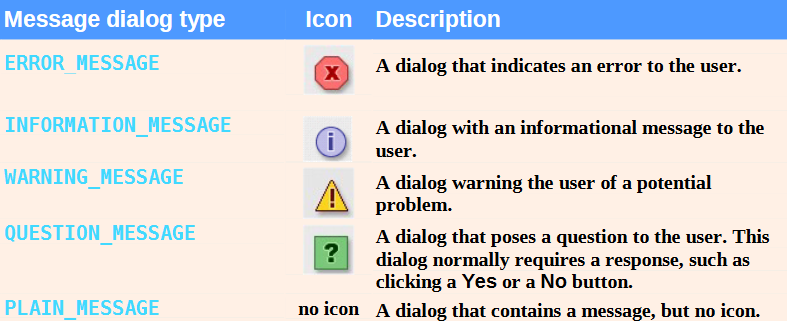 Message dialog type Icon Description
ERROR_MESSAGE x A dialog that indicates an error to the user.
INFORMATION_MESSAGE i A dialog with an informational message to the
user.
WARNING_MESSAGE ! A dialog warning the user of a potential
problem.
QUESTION_MESSAGE ? A dialog that poses a question to the user. This
dialog normally requires a response, such as
clicking a Yes or a No button.
PLAIN_MESSAGE no icon A dialog that contains a message, but no icon.